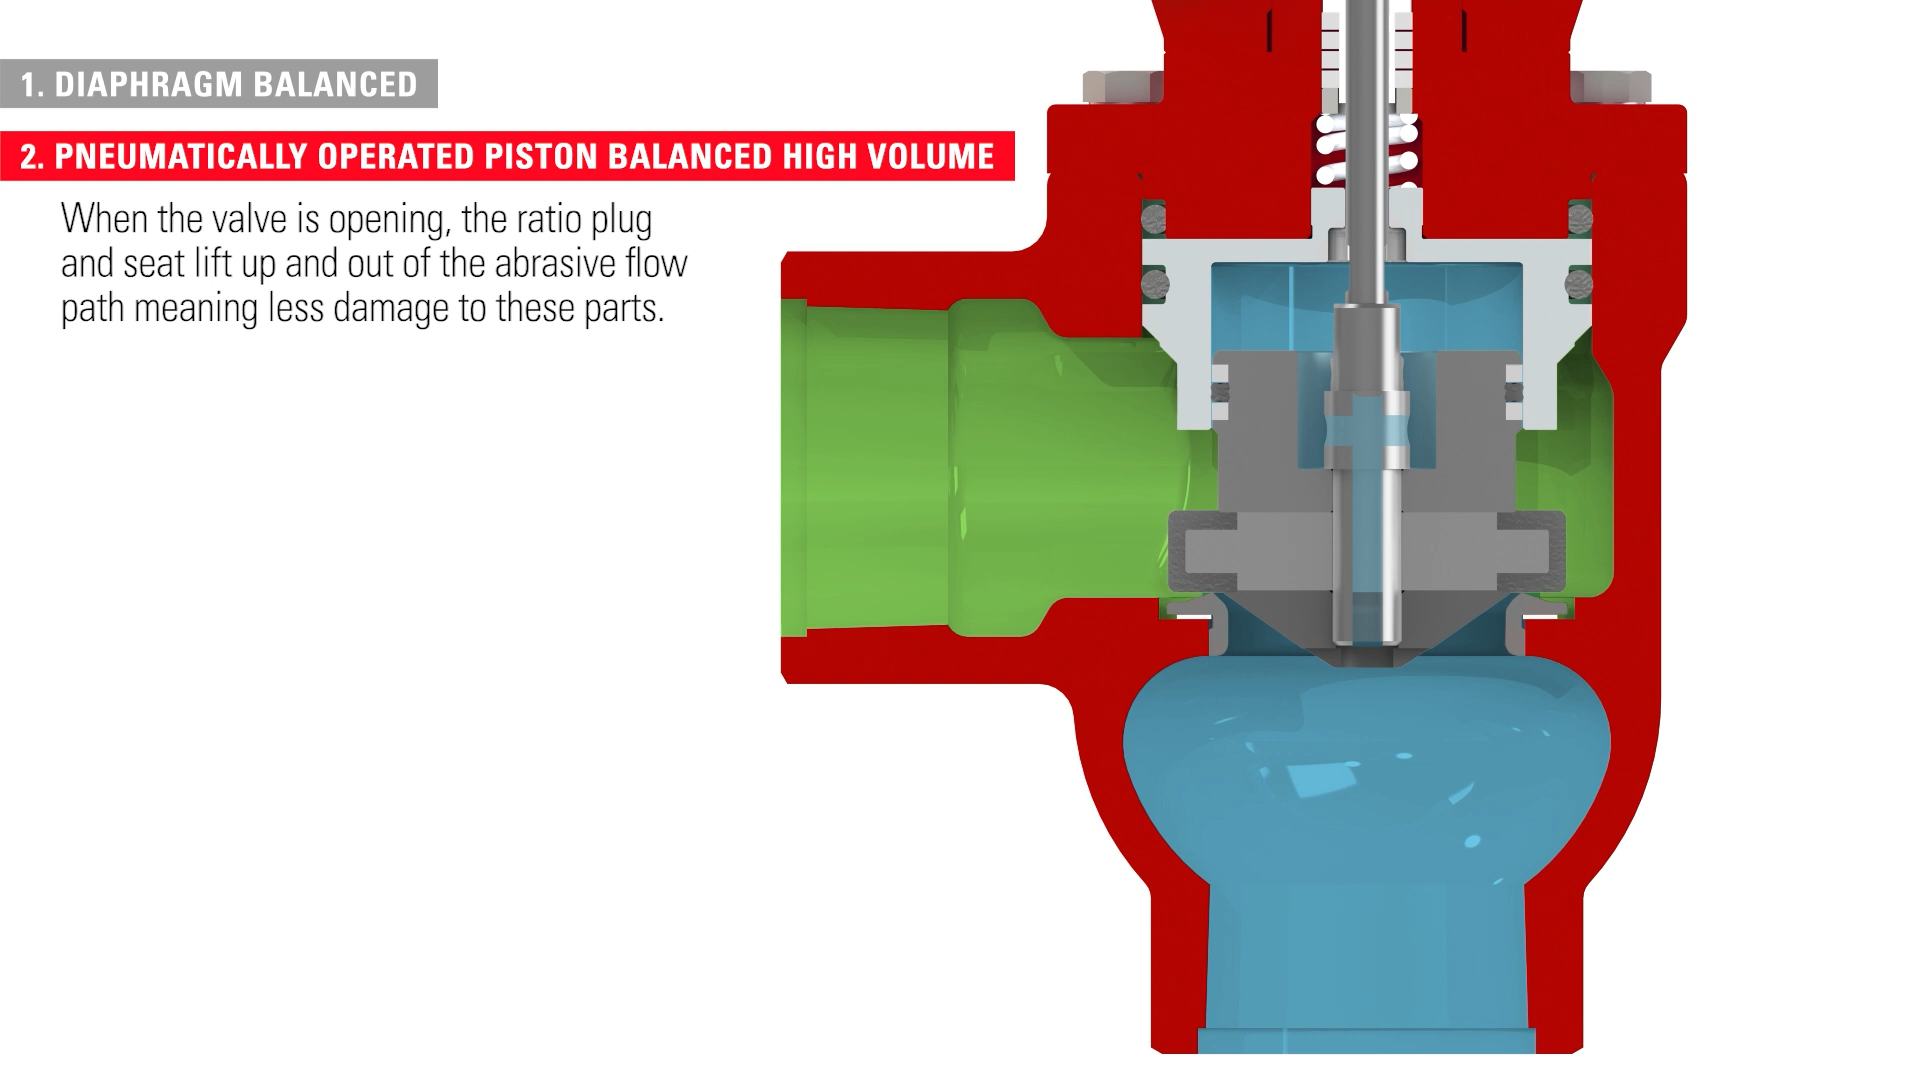 1. DIAPHRAGM BALANCED
2. PNEUMATICALLY OPERATED PISTON BALANCED HIGH VOLUME
When the valve is opening, the ratio plug
and seat lift up and out of the abrasive flow
path meaning less damage to these parts.